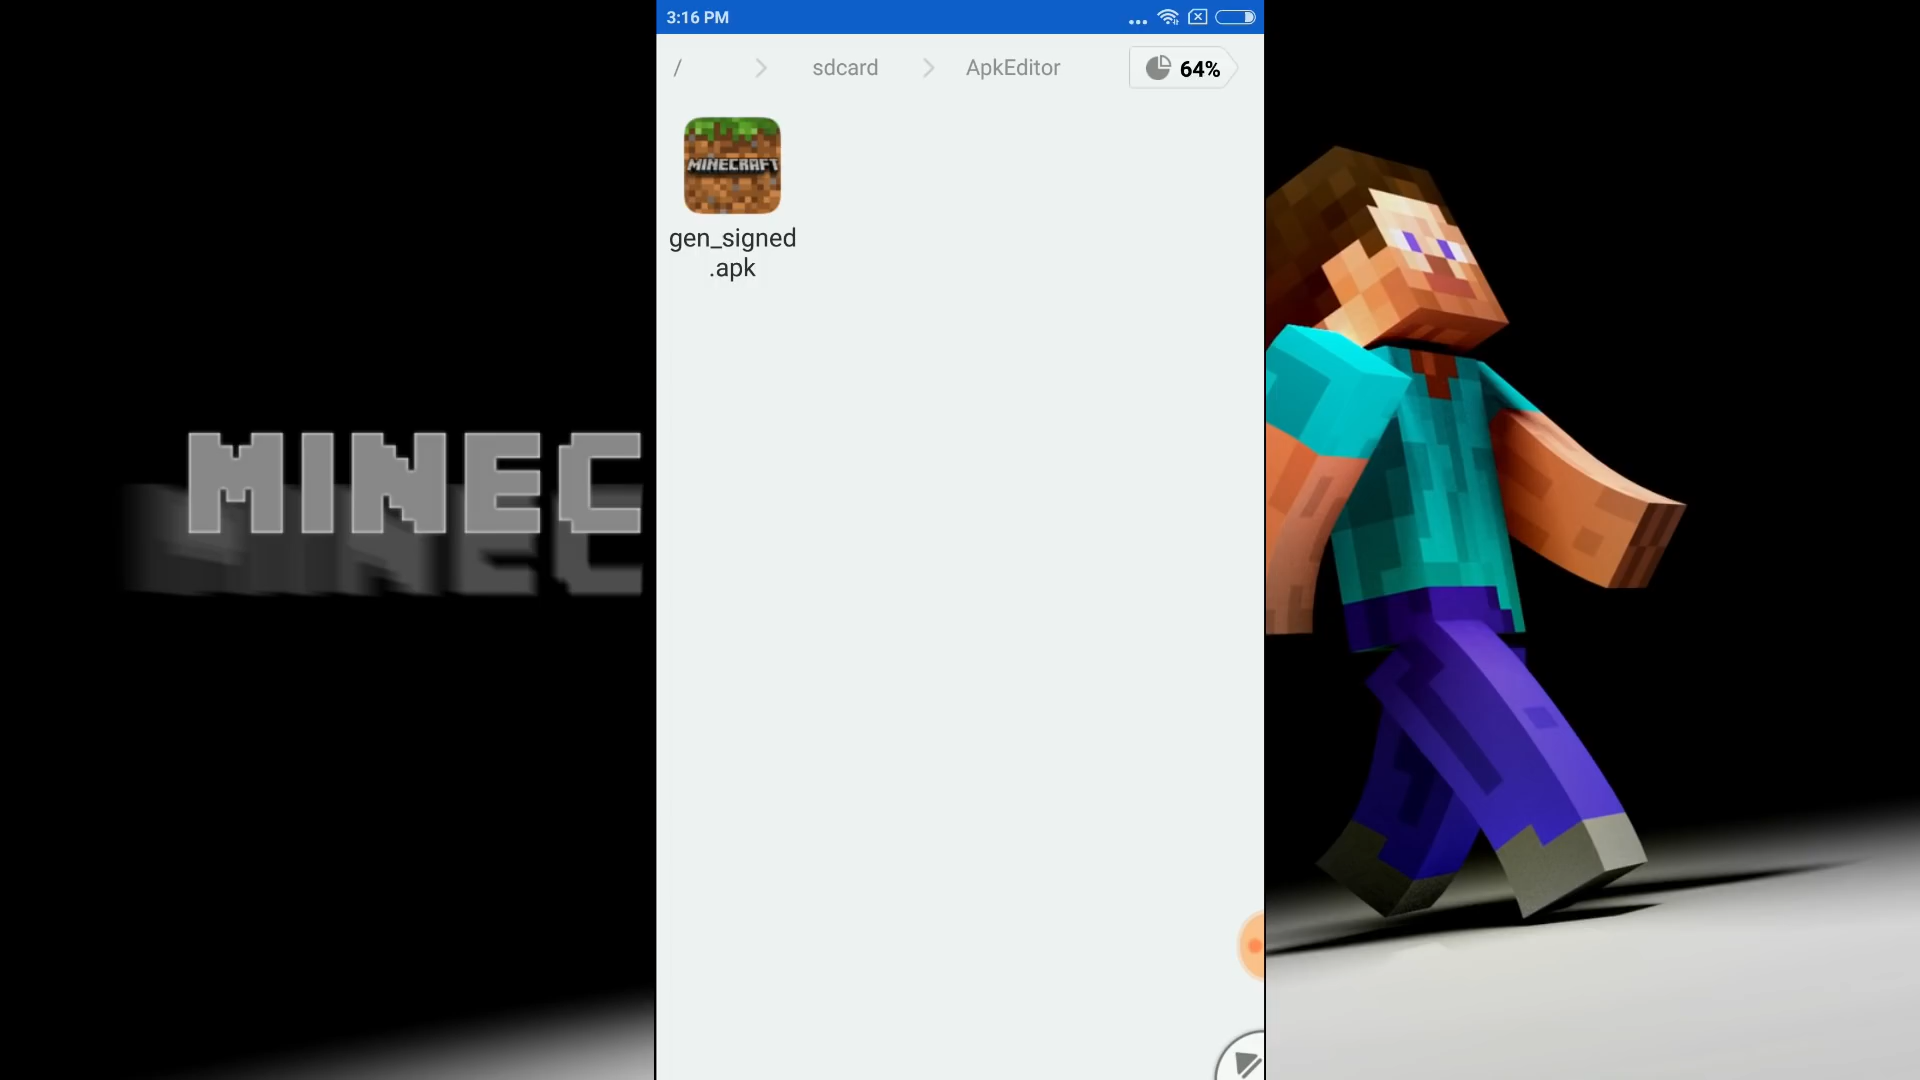 3:16 PM
/ sdcard ApkEditor 64%
MINECRAFT
gen_signed
.apk
MINEC